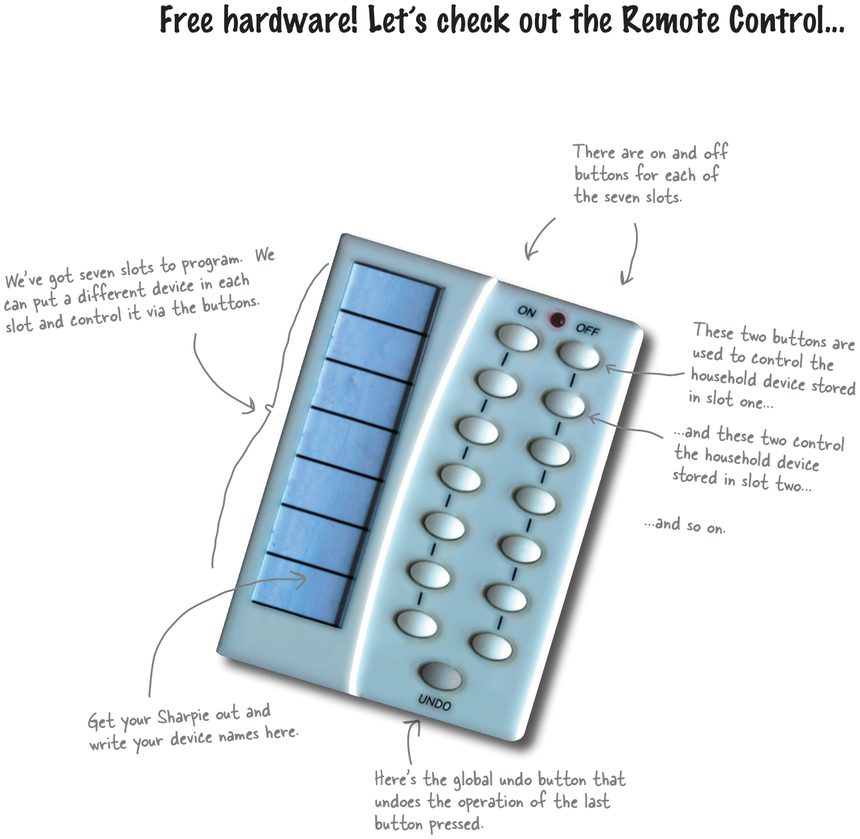 Free hardware! Let's check out the Remote Control...
There are on and off
buttons for each of
the seven slots.
We've got seven slots to program. We
can put a different device in each
slot and control it via the buttons.
ON
OFF
These two buttons are
used to control the
household device stored
in slot one...
...and these two control
the household device
stored in slot two...
...and so on.
UNDO
Get your Sharpie out and
write your device names here.
Here's the global undo button that
undoes the operation of the last
button pressed.